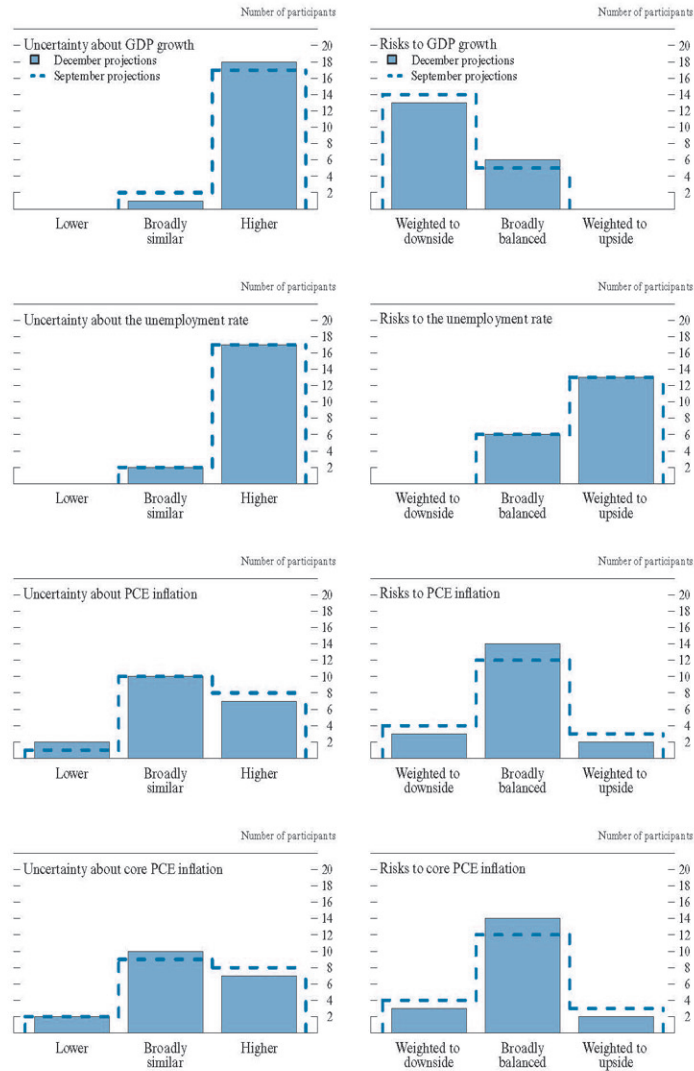 Number of participants
Uncertainty about GDP growth
December projections
September projections
20
18
16
14
12
10
8
6
4
2
Lower
Broadly
similar
Higher
Number of participants
Risks to GDP growth
December projections
September projections
20
18
16
14
12
10
8
6
4
2
Weighted to
downside
Broadly
balanced
Weighted to
upside
Number of participants
Uncertainty about the unemployment rate
20
18
16
14
12
10
8
6
4
2
Lower
Broadly
similar
Higher
Number of participants
Risks to the unemployment rate
20
18
16
14
12
10
8
6
4
2
Weighted to
downside
Broadly
balanced
Weighted to
upside
Number of participants
Uncertainty about PCE inflation
20
18
16
14
12
10
8
6
4
2
Lower
Broadly
similar
Higher
Number of participants
Risks to PCE inflation
20
18
16
14
12
10
8
6
4
2
Weighted to
downside
Broadly
balanced
Weighted to
upside
Number of participants
Uncertainty about core PCE inflation
20
18
16
14
12
10
8
6
4
2
Lower
Broadly
similar
Higher
Number of participants
Risks to core PCE inflation
20
18
16
14
12
10
8
6
4
2
Weighted to
downside
Broadly
balanced
Weighted to
upside